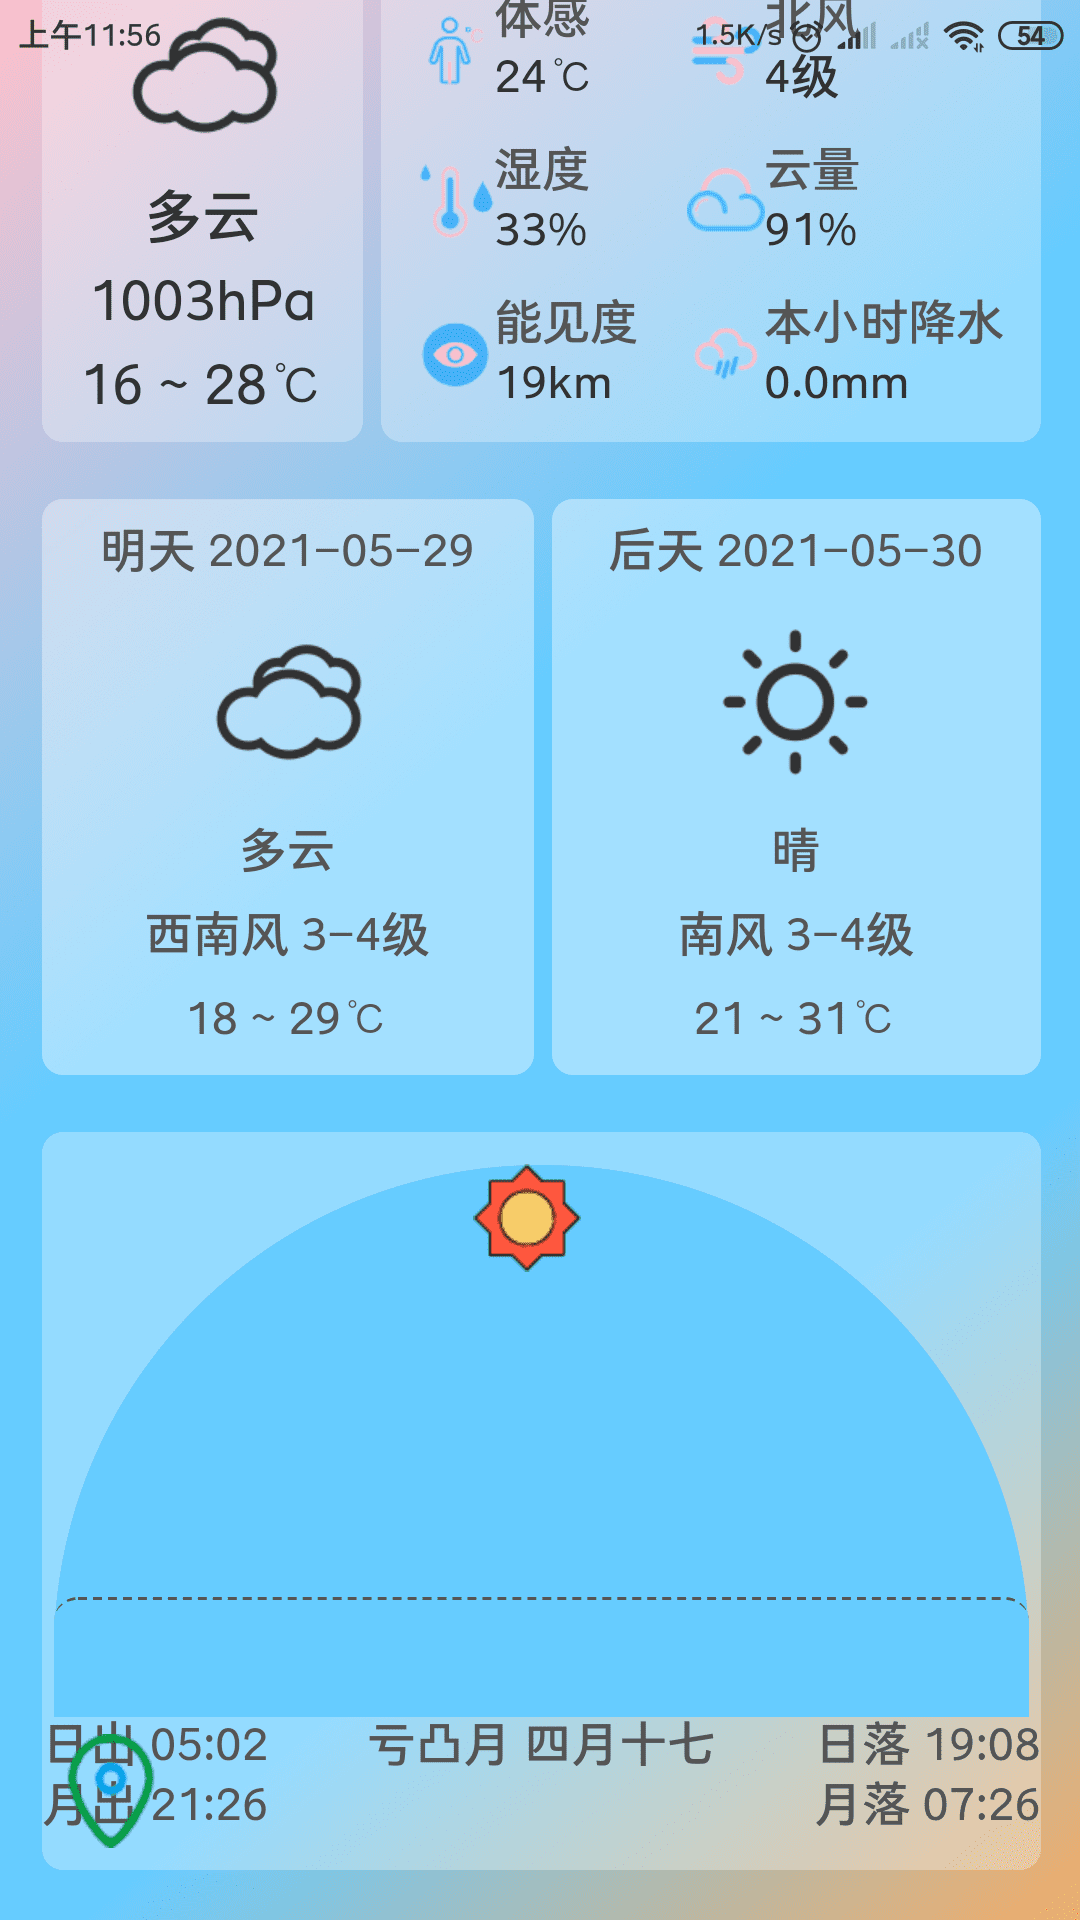 上午11:56
1.5K/s
54
体感
24℃
北风
4级
湿度
33%
云量
91%
能见度
19km
本小时降水
0.0mm
多云
1003hPa
16 ~ 28℃
明天 2021-05-29
多云
西南风 3-4级
18 ~ 29℃
后天 2021-05-30
晴
南风 3-4级
21 ~ 31℃
日出 05:02
亏凸月 四月十七
日落 19:08
月出 21:26
月落 07:26